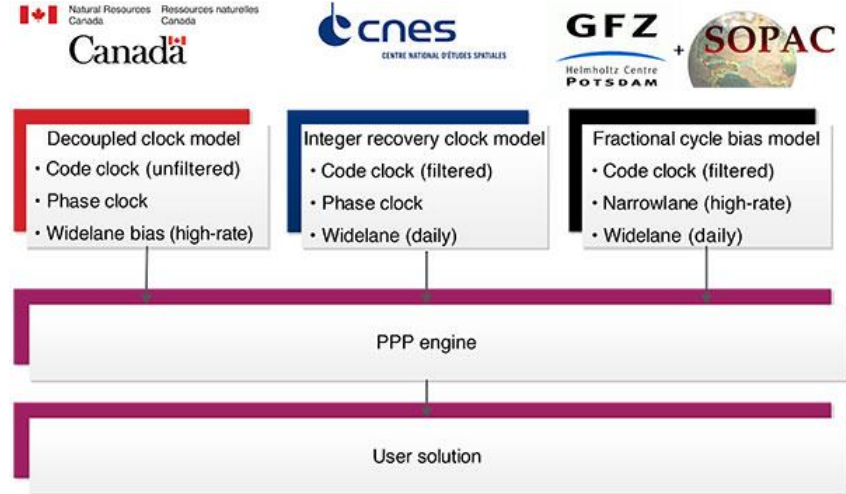 Natural Resources Canada
Ressources naturelles Canada
Canada
cnes
CENTRE NATIONAL D'ÉTUDES SPATIALES
GFZ
Helmholtz Centre
POTSDAM
+
SOPAC
Decoupled clock model
• Code clock (unfiltered)
• Phase clock
• Widelane bias (high-rate)
Integer recovery clock model
• Code clock (filtered)
• Phase clock
• Widelane (daily)
Fractional cycle bias model
• Code clock (filtered)
• Narrowlane (high-rate)
• Widelane (daily)
PPP engine
User solution